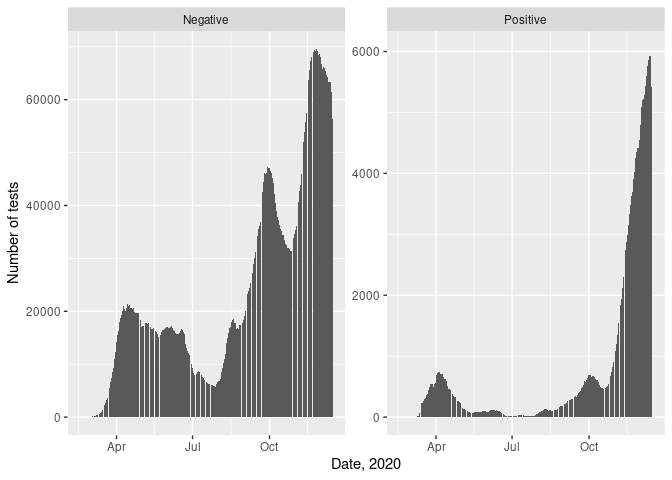 Negative
Positive
Number of tests
60000
40000
20000
0
6000
4000
2000
0
Apr
Jul
Oct
Apr
Jul
Oct
Date, 2020